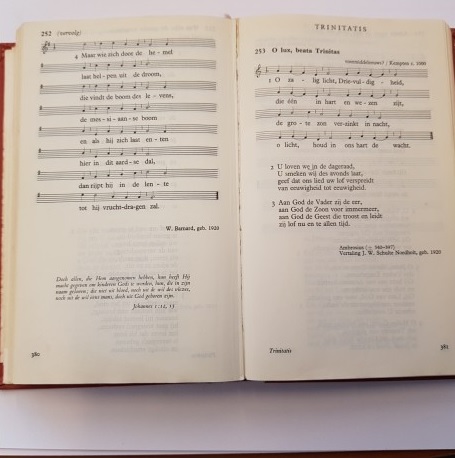 252 (vervolg)
4 Maar wie zich door de he - mel
laat hel - pen uit de droom,
die vindt de boom des le - vens,
de mes - si - aan - se boom
en als hij zich laat en - ten
hier in dit aard - se dal,
dan rijpt hij in de len - te
tot hij vrucht - dra - gen zal.
W. Barnard, geb. 1920
Doch allen, die Hem aangenomen hebben, hun heeft Hij
macht gegeven om kinderen Gods te worden, hun, die in zijn
naam geloven; die niet uit bloed, noch uit de wil des vlezes,
noch uit de wil eens mans, doch uit God geboren zijn.
Johannes 1:12, 13
380
TRINITATIS
253 O lux, beata Trinitas
/ Kempten c. 1000
1 O za - lig licht, Drie - vul - dig - heid,
die één in hart en we - zen zijt,
de gro - te zon verzinkt in nacht,
o licht, houd in ons hart de wacht.
2 U loven we in de dageraad,
U smeken wij des avonds laat,
geef dat ons lied uw lof verspreidt
van eeuwigheid tot eeuwigheid.
3 Aan God de Vader zij de eer,
aan God de Zoon voor immermeer,
aan God de Geest die troost en leidt
zij lof nu en te allen tijd.
Ambrosius (± 340-397)
Vertaling J. W. Schulte Nordholt, geb. 1920
Trinitatis
381